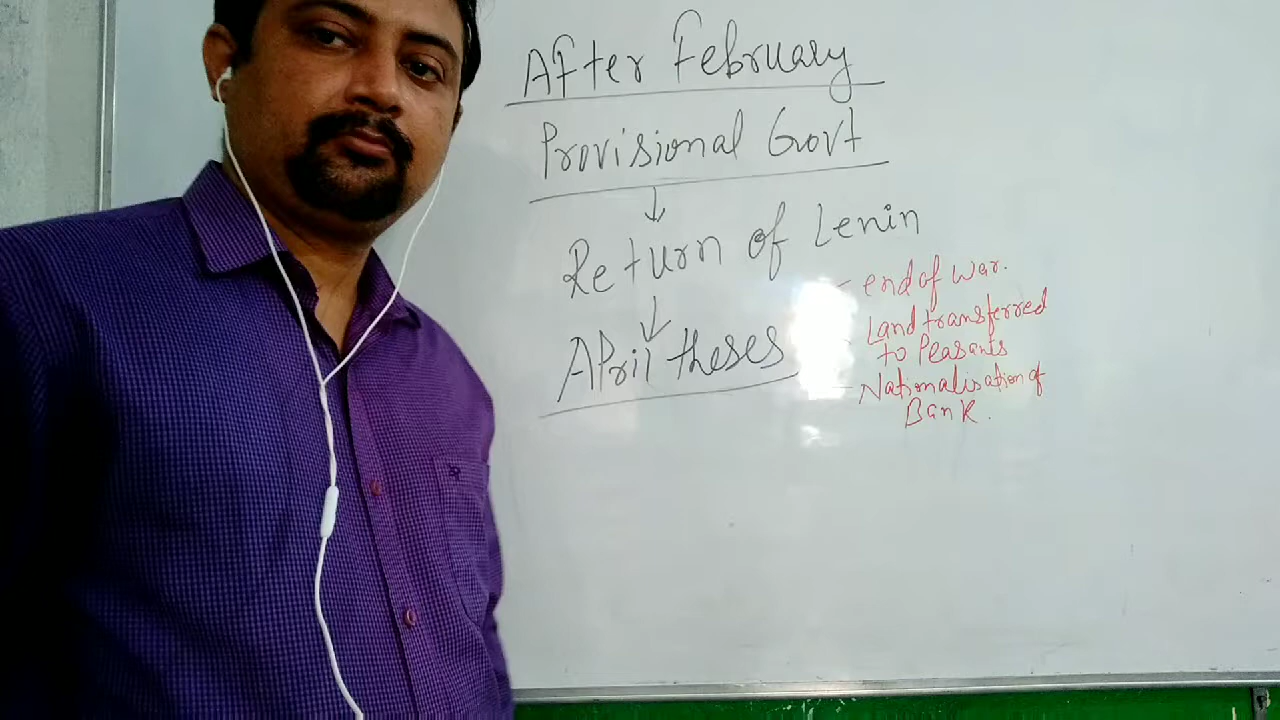 After February
Provisional Govt
↓
Return of Lenin
↓
April theses
- end of war.
- Land transferred
to Peasants
- Nationalisation of
Bank.